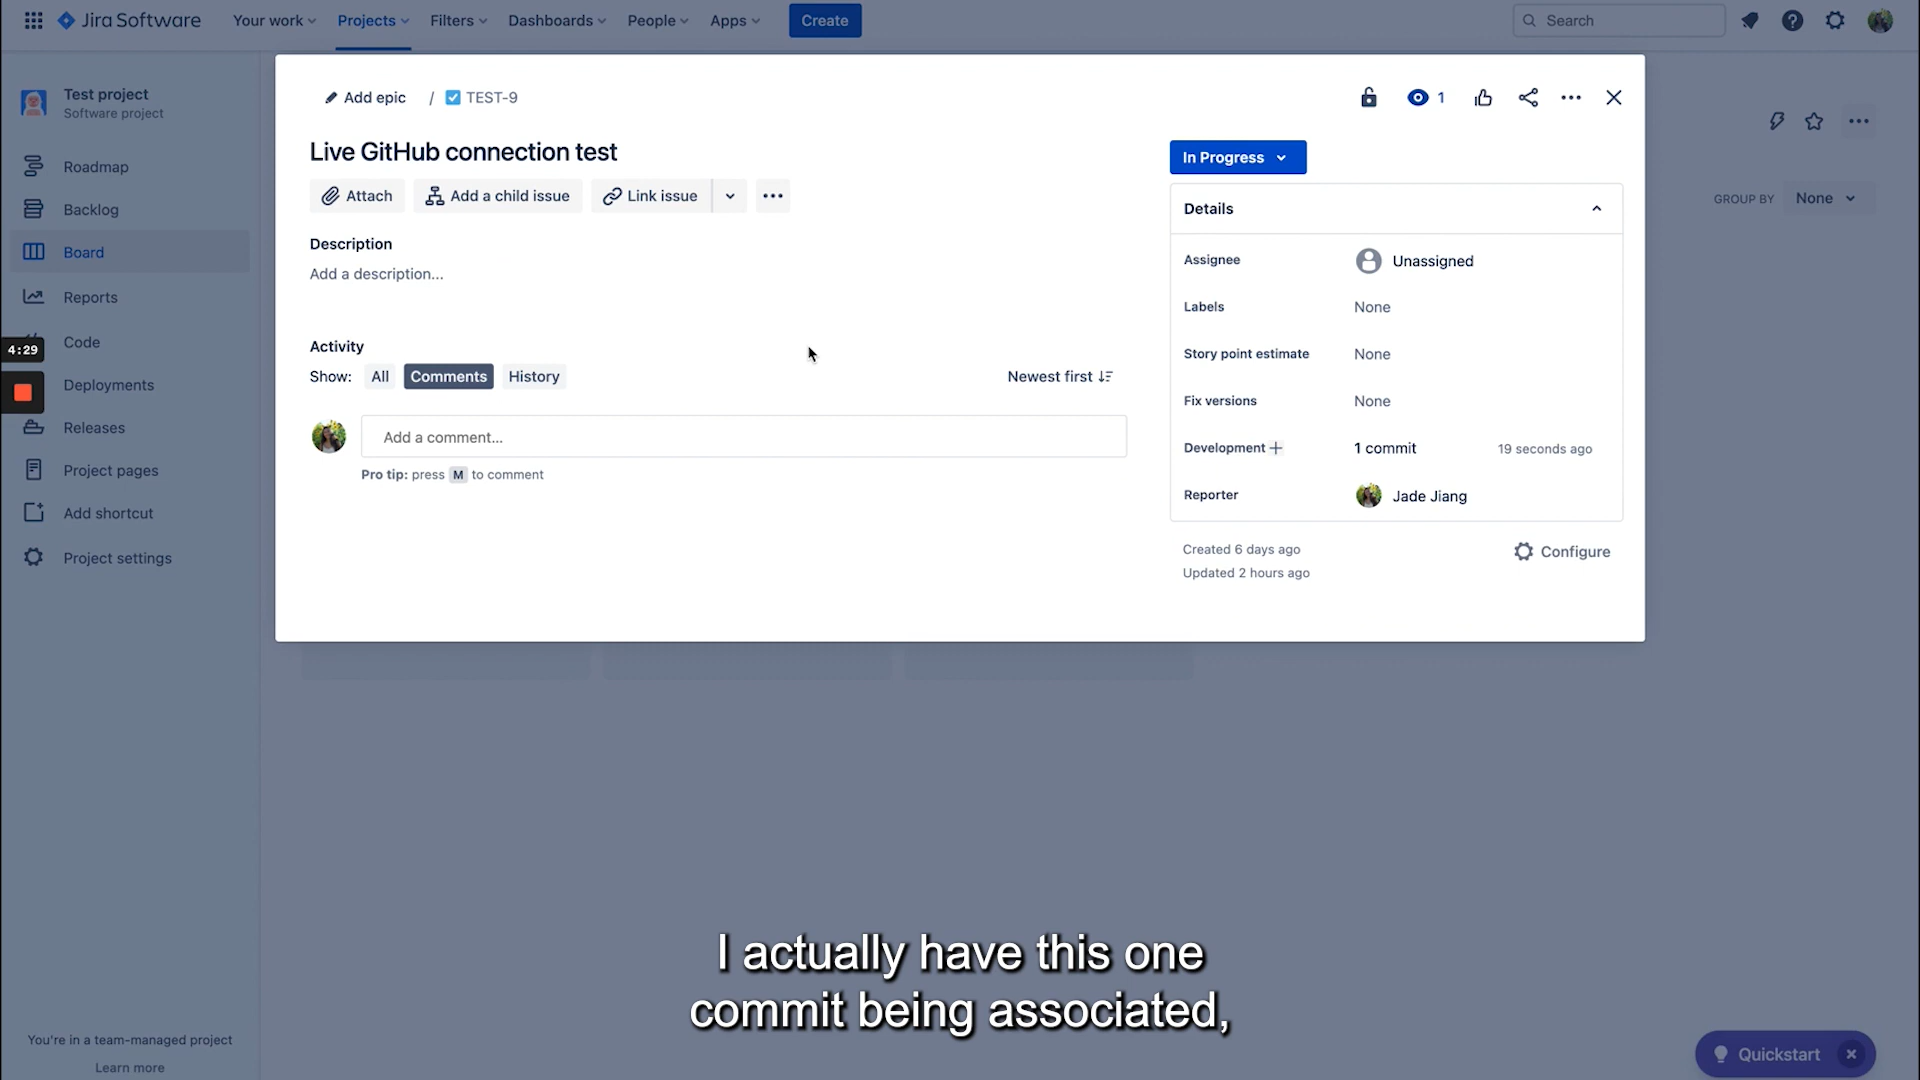 Jira Software
Your work
Projects
Filters
Dashboards
People
Apps
Create
Search
Test project
Software project
Roadmap
Backlog
Board
Reports
Code
4:29
Deployments
Releases
Project pages
Add shortcut
Project settings
You're in a team-managed project
Learn more
Add epic / TEST-9
1
Live GitHub connection test
Attach
Add a child issue
Link issue
Description
Add a description...
Activity
Show: All Comments History
Newest first
Add a comment...
Pro tip: press M to comment
In Progress
Details
Assignee Unassigned
Labels None
Story point estimate None
Fix versions None
Development 1 commit 19 seconds ago
Reporter Jade Jiang
Created 6 days ago
Updated 2 hours ago
Configure
GROUP BY None
I actually have this one
commit being associated,
Quickstart